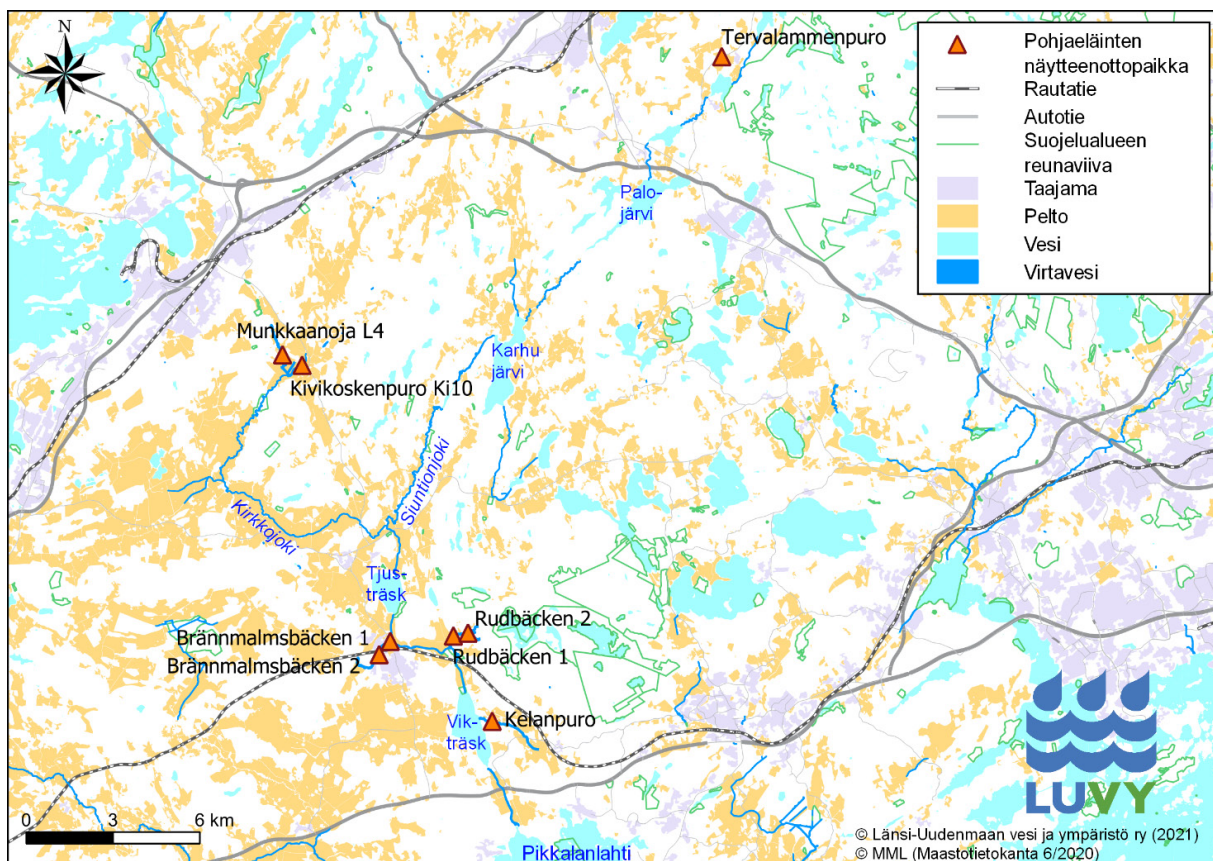 N
Tervalammenpuro
Pohjaeläinten
näytteenottopaikka
Rautatie
Autotie
Suojelualueen
reunaviiva
Taajama
Pelto
Vesi
Virtavesi
Palo-
järvi
Munkkaanoja L4
Kivikoskenpuro Ki10
Karhu
järvi
Siuntionjoki
Kirkkojoki
Tjus-
träsk
Rudbäcken 2
Brännmalmsbäcken 1
Rudbäcken 1
Brännmalmsbäcken 2
Vik-
träsk
Kelanpuro
LUVY
0 3 6 km
© Länsi-Uudenmaan vesi ja ympäristö ry (2021)
© MML (Maastotietokanta 6/2020)
Pikkalanlahti